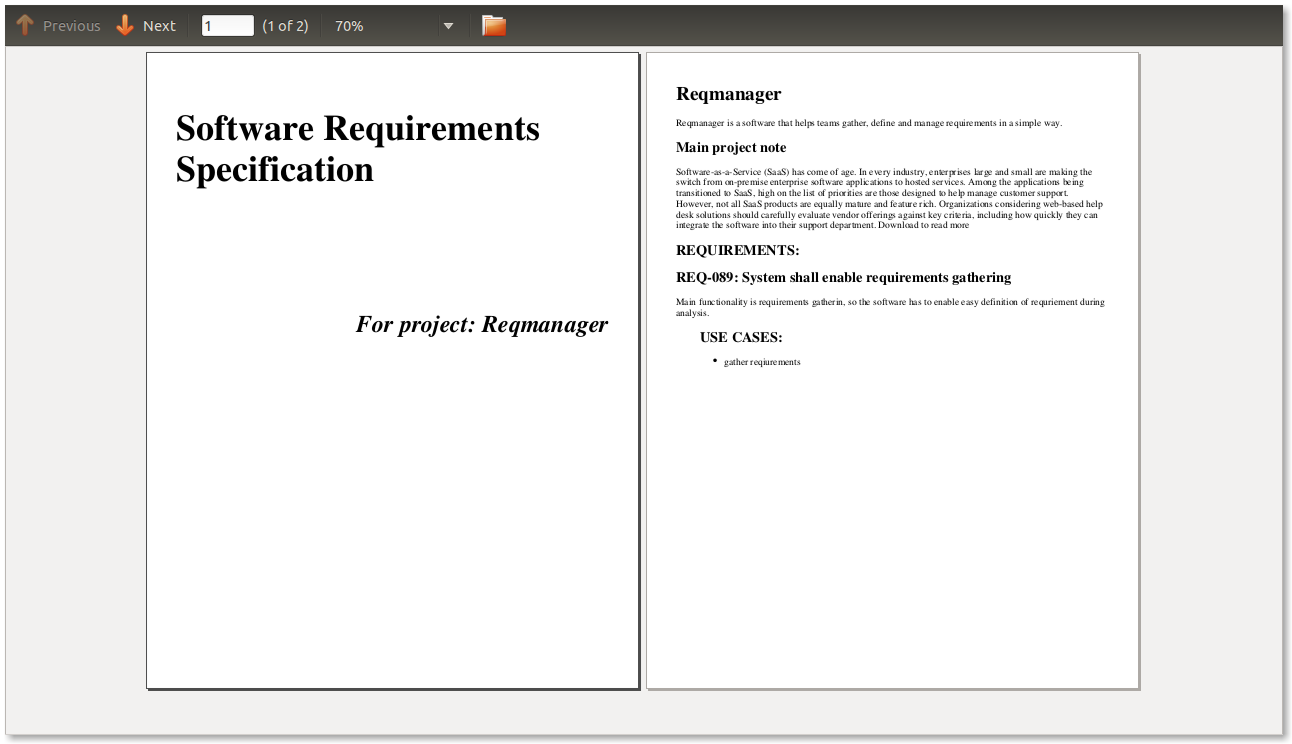 Previous Next 1 (1 of 2) 70%
Software Requirements
Specification
For project: Reqmanager
Reqmanager
Reqmanager is a software that helps teams gather, define and manage requirements in a simple way.
Main project note
Software-as-a-Service (SaaS) has come of age. In every industry, enterprises large and small are making the
switch from on-premise enterprise software applications to hosted services. Among the applications being
transitioned to SaaS, high on the list of priorities are those designed to help manage customer support.
However, not all SaaS products are equally mature and feature rich. Organizations considering web-based help
desk solutions should carefully evaluate vendor offerings against key criteria, including how quickly they can
integrate the software into their support department. Download to read more
REQUIREMENTS:
REQ-089: System shall enable requirements gathering
Main functionality is requirements gatherin, so the software has to enable easy definition of requriement during
analysis.
USE CASES:
• gather reqiurements